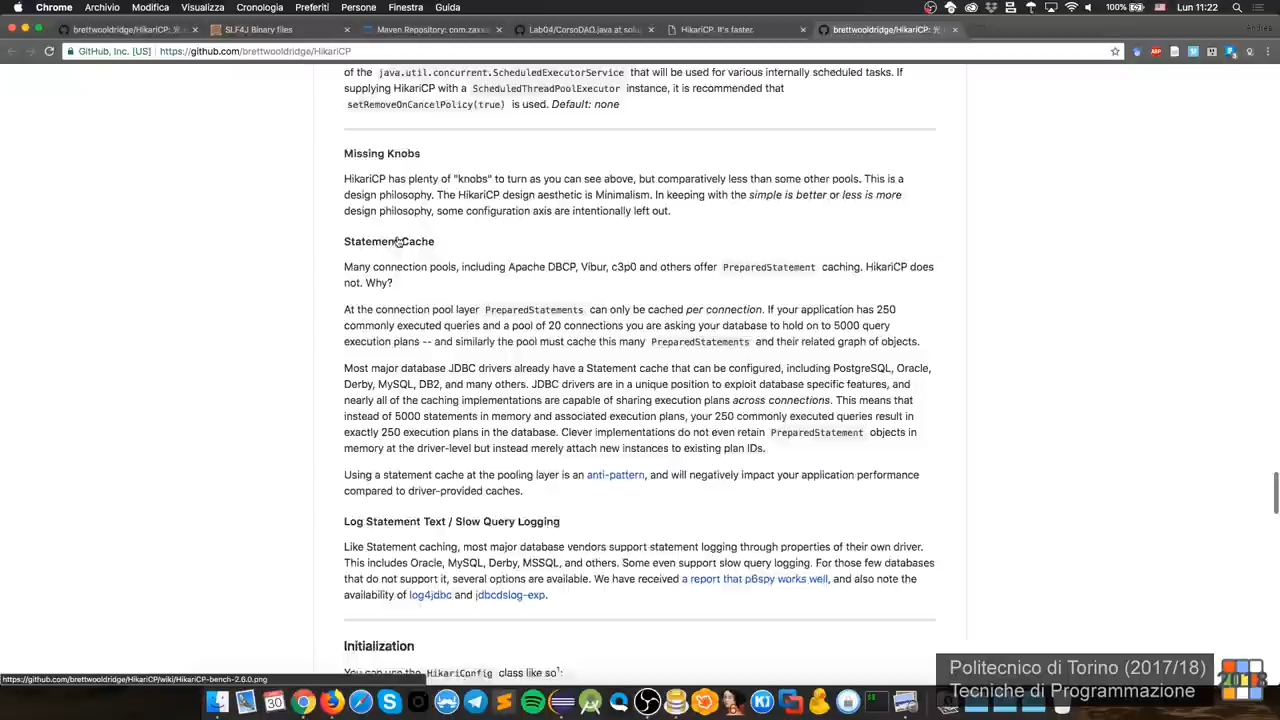 Chrome Archivio Modifica Visualizza Cronologia Preferiti Persone Finestra Guida 100% Lun 11:22
brettwooldridge/HikariCP: 光 SLF4J Binary files Maven Repository: com.zaxx Lab04/CorsoDAO.java at solu HikariCP. It's faster. brettwooldridge/HikariCP: 光 Andrea
GitHub, Inc. [US] https://github.com/brettwooldridge/HikariCP
of the java.util.concurrent.ScheduledExecutorService that will be used for various internally scheduled tasks. If
supplying HikariCP with a ScheduledThreadPoolExecutor instance, it is recommended that
setRemoveOnCancelPolicy(true) is used. Default: none
Missing Knobs
HikariCP has plenty of "knobs" to turn as you can see above, but comparatively less than some other pools. This is a
design philosophy. The HikariCP design aesthetic is Minimalism. In keeping with the simple is better or less is more
design philosophy, some configuration axis are intentionally left out.
Statement Cache
Many connection pools, including Apache DBCP, Vibur, c3p0 and others offer PreparedStatement caching. HikariCP does
not. Why?
At the connection pool layer PreparedStatements can only be cached per connection. If your application has 250
commonly executed queries and a pool of 20 connections you are asking your database to hold on to 5000 query
execution plans -- and similarly the pool must cache this many PreparedStatements and their related graph of objects.
Most major database JDBC drivers already have a Statement cache that can be configured, including PostgreSQL, Oracle,
Derby, MySQL, DB2, and many others. JDBC drivers are in a unique position to exploit database specific features, and
nearly all of the caching implementations are capable of sharing execution plans across connections. This means that
instead of 5000 statements in memory and associated execution plans, your 250 commonly executed queries result in
exactly 250 execution plans in the database. Clever implementations do not even retain PreparedStatement objects in
memory at the driver-level but instead merely attach new instances to existing plan IDs.
Using a statement cache at the pooling layer is an anti-pattern, and will negatively impact your application performance
compared to driver-provided caches.
Log Statement Text / Slow Query Logging
Like Statement caching, most major database vendors support statement logging through properties of their own driver.
This includes Oracle, MySQL, Derby, MSSQL, and others. Some even support slow query logging. For those few databases
that do not support it, several options are available. We have received a report that p6spy works well, and also note the
availability of log4jdbc and jdbcdslog-exp.
Initialization
You can use the HikariConfig class like so1:
https://github.com/brettwooldridge/HikariCP/wiki/HikariCP-bench-2.6.0.png
Politecnico di Torino (2017/18)
Tecniche di Programmazione
2018